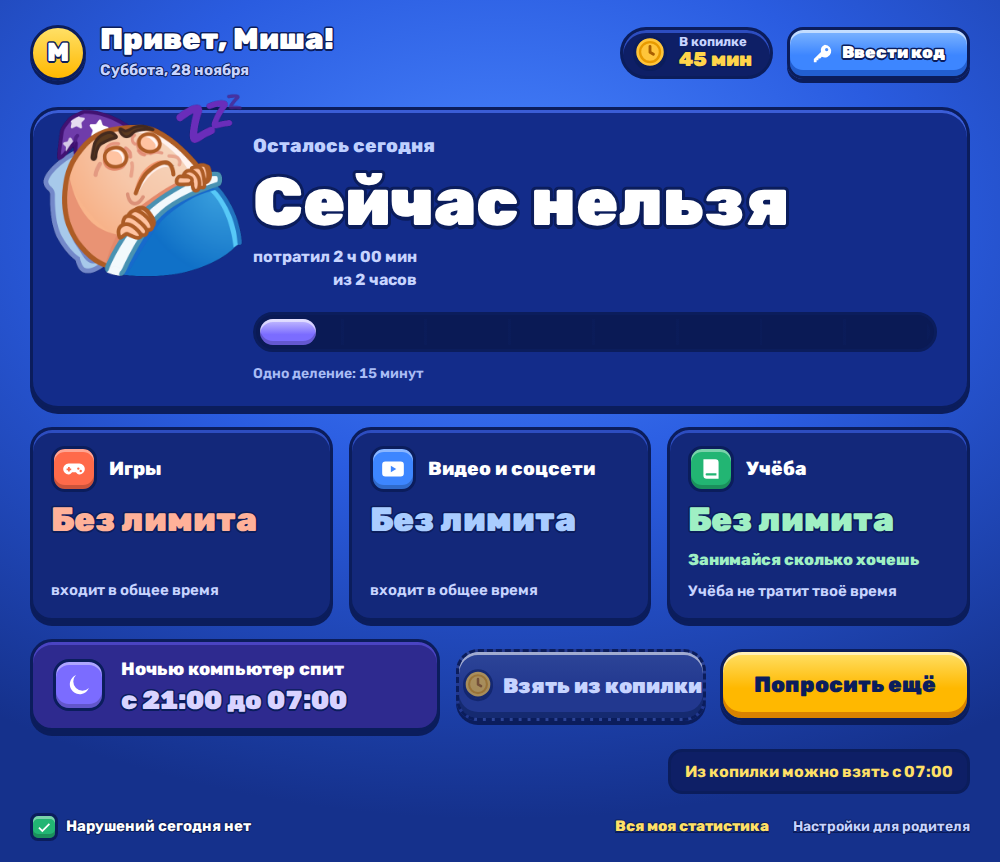 М
Привет, Миша!
Суббота, 28 ноября
В копилке
45 мин
Ввести код
ZZZ
Осталось сегодня
Сейчас нельзя
потратил 2 ч 00 мин
из 2 часов
Одно деление: 15 минут
Игры
Без лимита
входит в общее время
Видео и соцсети
Без лимита
входит в общее время
Учёба
Без лимита
Занимайся сколько хочешь
Учёба не тратит твоё время
Ночью компьютер спит
с 21:00 до 07:00
Взять из копилки
Попросить ещё
Из копилки можно взять с 07:00
Нарушений сегодня нет
Вся моя статистика
Настройки для родителя